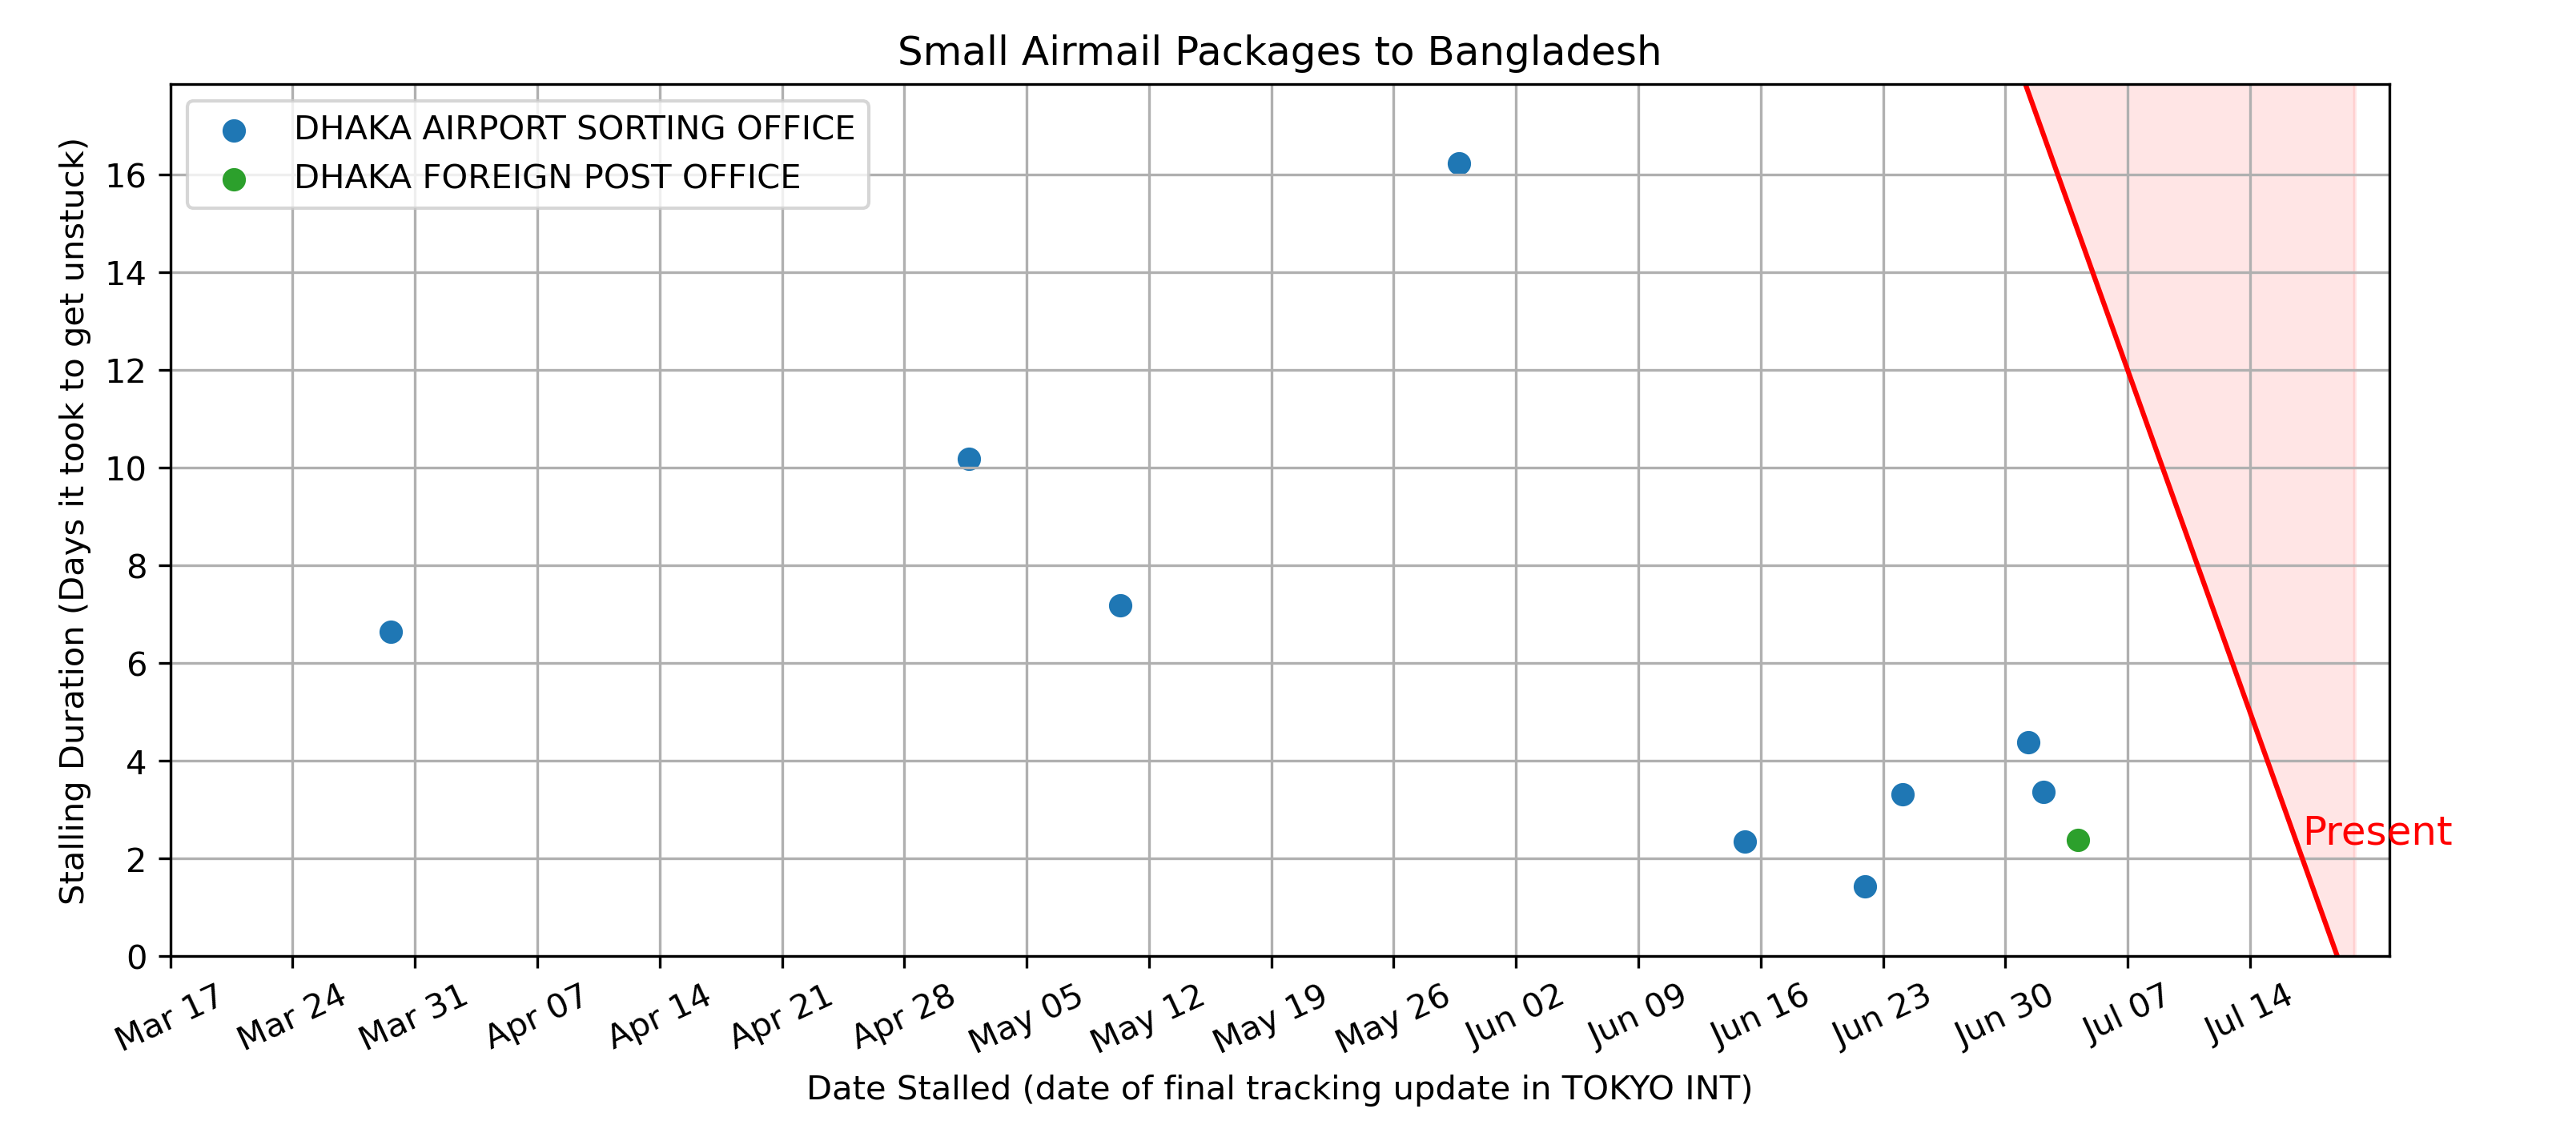 Small Airmail Packages to Bangladesh
DHAKA AIRPORT SORTING OFFICE
DHAKA FOREIGN POST OFFICE
Stalling Duration (Days it took to get unstuck)
16
14
12
10
8
6
4
2
0
Present
Mar 17
Mar 24
Mar 31
Apr 07
Apr 14
Apr 21
Apr 28
May 05
May 12
May 19
May 26
Jun 02
Jun 09
Jun 16
Jun 23
Jun 30
Jul 07
Jul 14
Date Stalled (date of final tracking update in TOKYO INT)